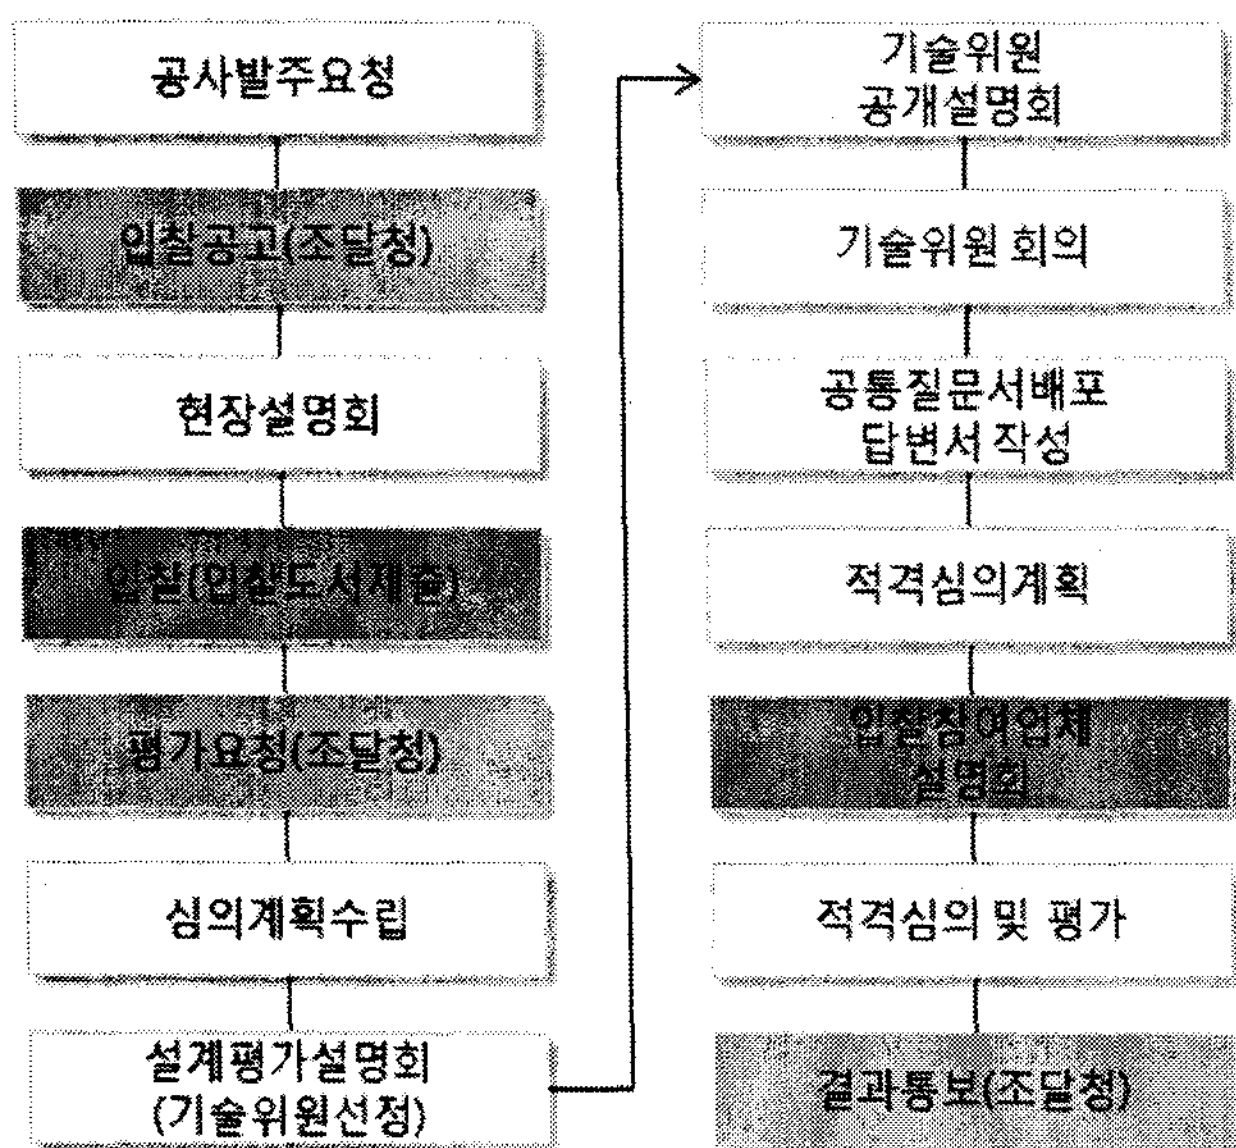 공사발주요청
입찰공고(조달청)
현장설명회
입찰(입찰도서제출)
평가요청(조달청)
심의계획수립
설계평가설명회
(기술위원선정)
기술위원
공개설명회
기술위원 회의
공통질문서배포
답변서 작성
적격심의계획
입찰참여업체
설명회
적격심의 및 평가
결과통보(조달청)